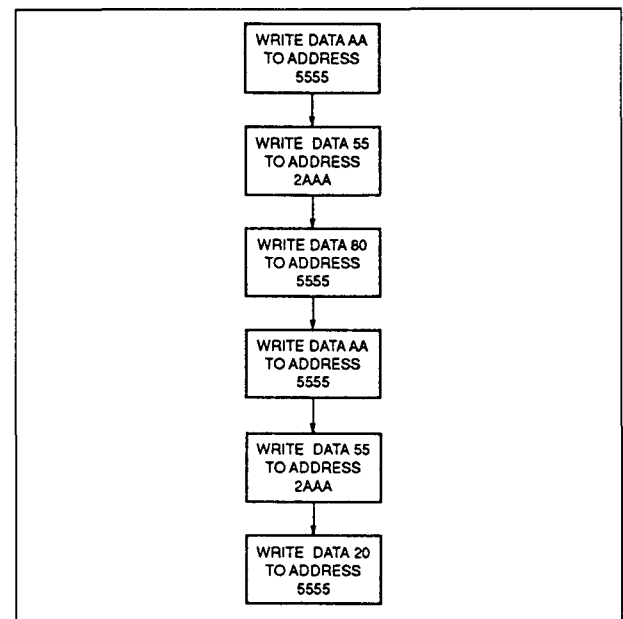 WRITE DATA AA
TO ADDRESS
5555
WRITE DATA 55
TO ADDRESS
2AAA
WRITE DATA 80
TO ADDRESS
5555
WRITE DATA AA
TO ADDRESS
5555
WRITE DATA 55
TO ADDRESS
2AAA
WRITE DATA 20
TO ADDRESS
5555